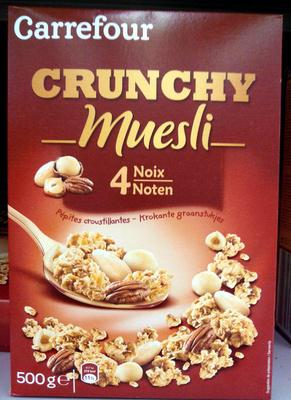 Carrefour
CRUNCHY
Muesli
4 Noix
Noten
Pépites croustillantes - Krokante graanstukjes
500g e